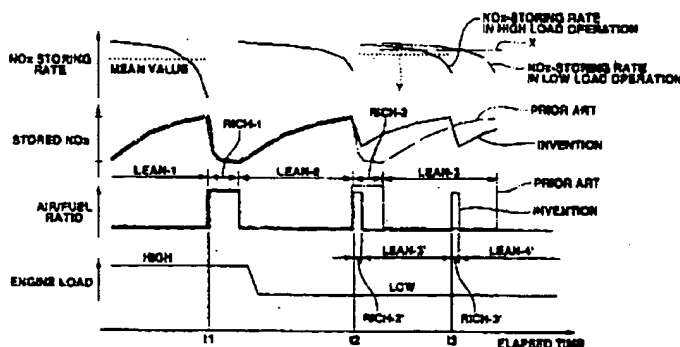 NOx-STORING RATE
IN HIGH LOAD OPERATION
X
NOx STORING
RATE
MEAN VALUE
Y
NOx-STORING RATE
IN LOW LOAD OPERATION
RICH-1
RICH-2
PRIOR ART
STORED NOx
INVENTION
LEAN-1
LEAN-2
LEAN-3
PRIOR ART
AIR/FUEL
RATIO
INVENTION
HIGH
LEAN-3'
LEAN-4'
ENGINE LOAD
LOW
RICH-2'
RICH-3'
t1
t2
t3
ELAPSED TIME